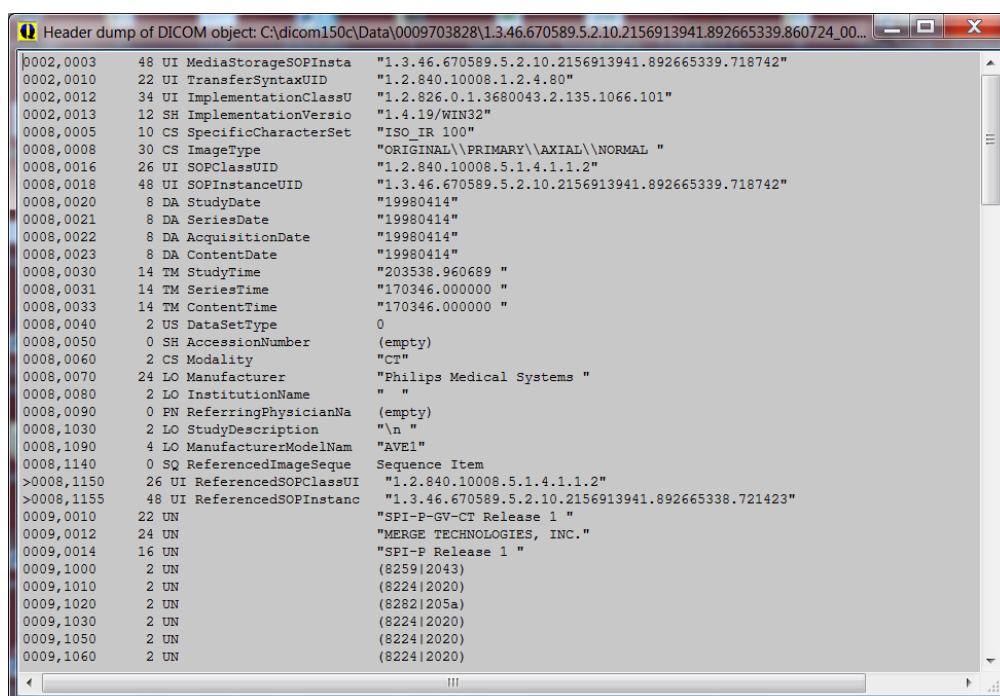 Header dump of DICOM object: C:\dicom150c\Data\0009703828\1.3.46.670589.5.2.10.2156913941.892665339.860724_00...
0002,0003 48 UI MediaStorageSOPInsta "1.3.46.670589.5.2.10.2156913941.892665339.718742"
0002,0010 22 UI TransferSyntaxUID "1.2.840.10008.1.2.4.80"
0002,0012 34 UI ImplementationClassU "1.2.826.0.1.3680043.2.135.1066.101"
0002,0013 12 SH ImplementationVersio "1.4.19/WIN32"
0008,0005 10 CS SpecificCharacterSet "ISO_IR 100"
0008,0008 30 CS ImageType "ORIGINAL\\PRIMARY\\AXIAL\\NORMAL "
0008,0016 26 UI SOPClassUID "1.2.840.10008.5.1.4.1.1.2"
0008,0018 48 UI SOPInstanceUID "1.3.46.670589.5.2.10.2156913941.892665339.718742"
0008,0020 8 DA StudyDate "19980414"
0008,0021 8 DA SeriesDate "19980414"
0008,0022 8 DA AcquisitionDate "19980414"
0008,0023 8 DA ContentDate "19980414"
0008,0030 14 TM StudyTime "203538.960689 "
0008,0031 14 TM SeriesTime "170346.000000 "
0008,0033 14 TM ContentTime "170346.000000 "
0008,0040 2 US DataSetType 0
0008,0050 0 SH AccessionNumber (empty)
0008,0060 2 CS Modality "CT"
0008,0070 24 LO Manufacturer "Philips Medical Systems "
0008,0080 2 LO InstitutionName "  "
0008,0090 0 PN ReferringPhysicianNa (empty)
0008,1030 2 LO StudyDescription "\n "
0008,1090 4 LO ManufacturerModelNam "AVE1"
0008,1140 0 SQ ReferencedImageSeque Sequence Item
>0008,1150 26 UI ReferencedSOPClassUI "1.2.840.10008.5.1.4.1.1.2"
>0008,1155 48 UI ReferencedSOPInstanc "1.3.46.670589.5.2.10.2156913941.892665338.721423"
0009,0010 22 UN "SPI-P-GV-CT Release 1 "
0009,0012 24 UN "MERGE TECHNOLOGIES, INC."
0009,0014 16 UN "SPI-P Release 1 "
0009,1000 2 UN (8259|2043)
0009,1010 2 UN (8224|2020)
0009,1020 2 UN (8282|205a)
0009,1030 2 UN (8224|2020)
0009,1050 2 UN (8224|2020)
0009,1060 2 UN (8224|2020)